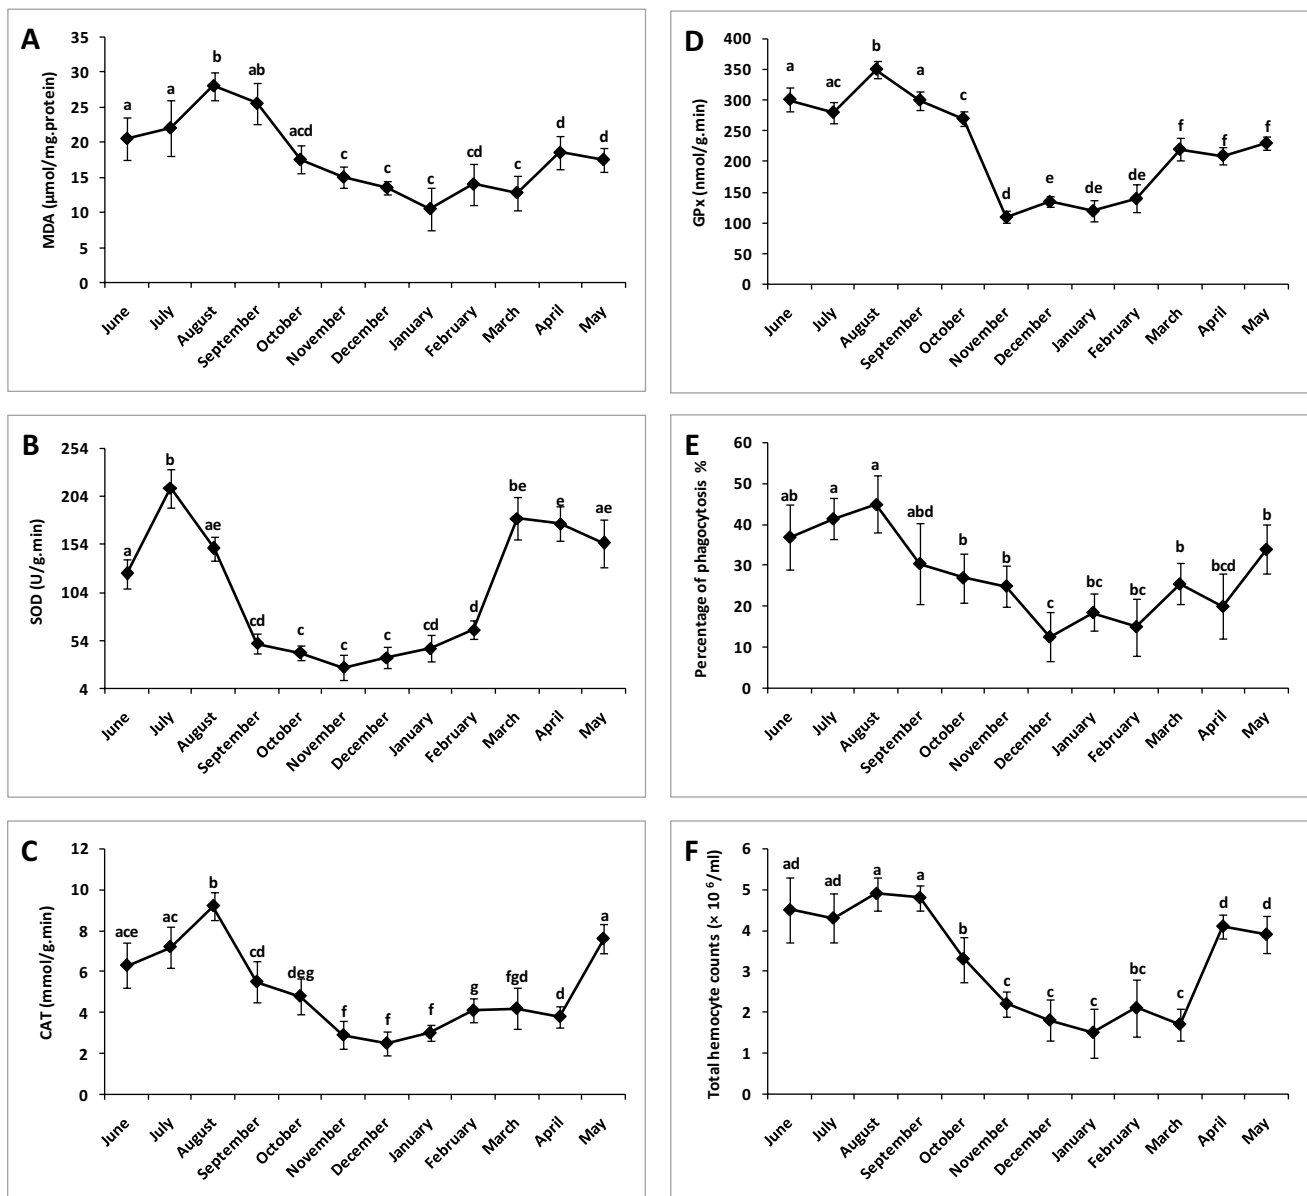 A
MDA (µmol/mg.protein)
35
30
25
20
15
10
5
0
a
a
b
ab
acd
c
c
c
cd
c
d
d
June
July
August
September
October
November
December
January
February
March
April
May
D
GPx (nmol/g.min)
400
350
300
250
200
150
100
50
0
a
ac
b
a
c
d
e
de
de
f
f
f
June
July
August
September
October
November
December
January
February
March
April
May
B
SOD (U/g.min)
254
204
154
104
54
4
a
b
ae
cd
c
c
c
cd
d
be
e
ae
June
July
August
September
October
November
December
January
February
March
April
May
E
Percentage of phagocytosis %
60
50
40
30
20
10
0
ab
a
a
abd
b
b
c
bc
bc
b
bcd
b
June
July
August
September
October
November
December
January
February
March
April
May
C
CAT (mmol/g.min)
12
10
8
6
4
2
0
ace
ac
b
cd
deg
f
f
f
g
fgd
d
a
June
July
August
September
October
November
December
January
February
March
April
May
F
Total hemocyte counts (× 10 6/ml)
6
5
4
3
2
1
0
ad
ad
a
a
b
c
c
c
bc
c
d
d
June
July
August
September
October
November
December
January
February
March
April
May